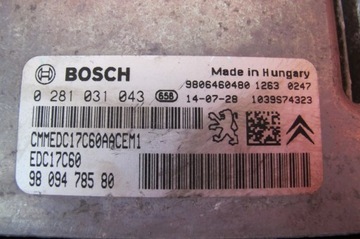 BOSCH
Made in Hungary
9806460480 1263 0247
0 281 031 043 658 14-07-28 1039S74323
CMMEDC17C60AACEM1
EDC17C60
98 094 785 80